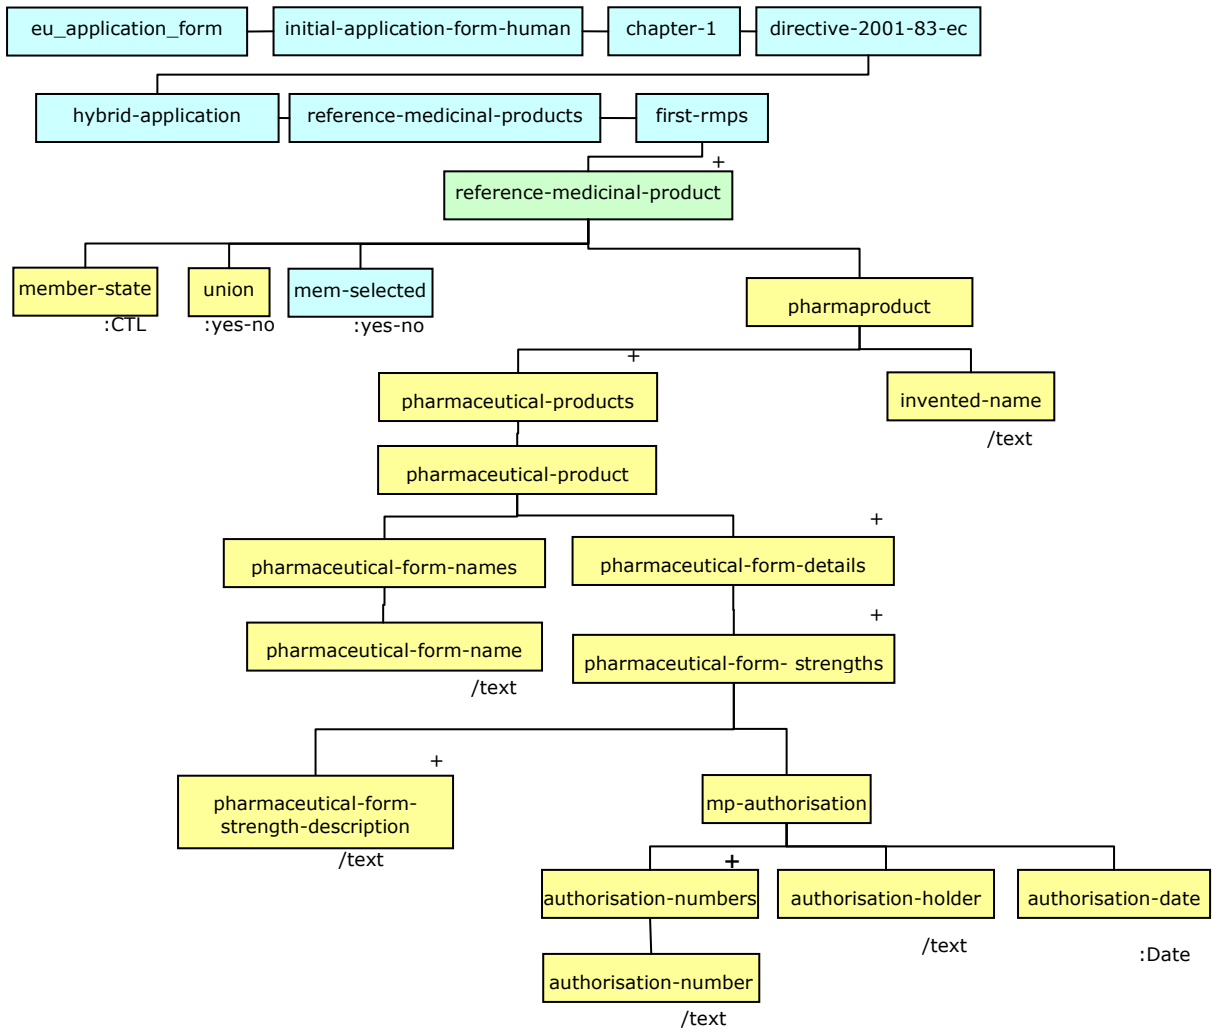 eu_application_form
initial-application-form-human
chapter-1
directive-2001-83-ec
hybrid-application
reference-medicinal-products
first-rmps
+
reference-medicinal-product
member-state
:CTL
union
:yes-no
mem-selected
:yes-no
pharmaproduct
+
pharmaceutical-products
invented-name
/text
pharmaceutical-product
+
pharmaceutical-form-names
pharmaceutical-form-details
+
pharmaceutical-form-name
/text
pharmaceutical-form- strengths
+
pharmaceutical-form-
strength-description
/text
mp-authorisation
+
authorisation-numbers
authorisation-holder
/text
authorisation-date
:Date
authorisation-number
/text